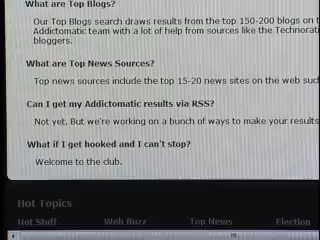 What are Top Blogs?
Our Top Blogs search draws results from the top 150-200 blogs on t
Addictomatic team with a lot of help from sources like the Technorati
bloggers.
What are Top News Sources?
Top news sources include the top 15-20 news sites on the web suc
Can I get my Addictomatic results via RSS?
Not yet. But we're working on a bunch of ways to make your results
What if I get hooked and I can't stop?
Welcome to the club.
Hot Topics
Hot Stuff Web Buzz Top News Election